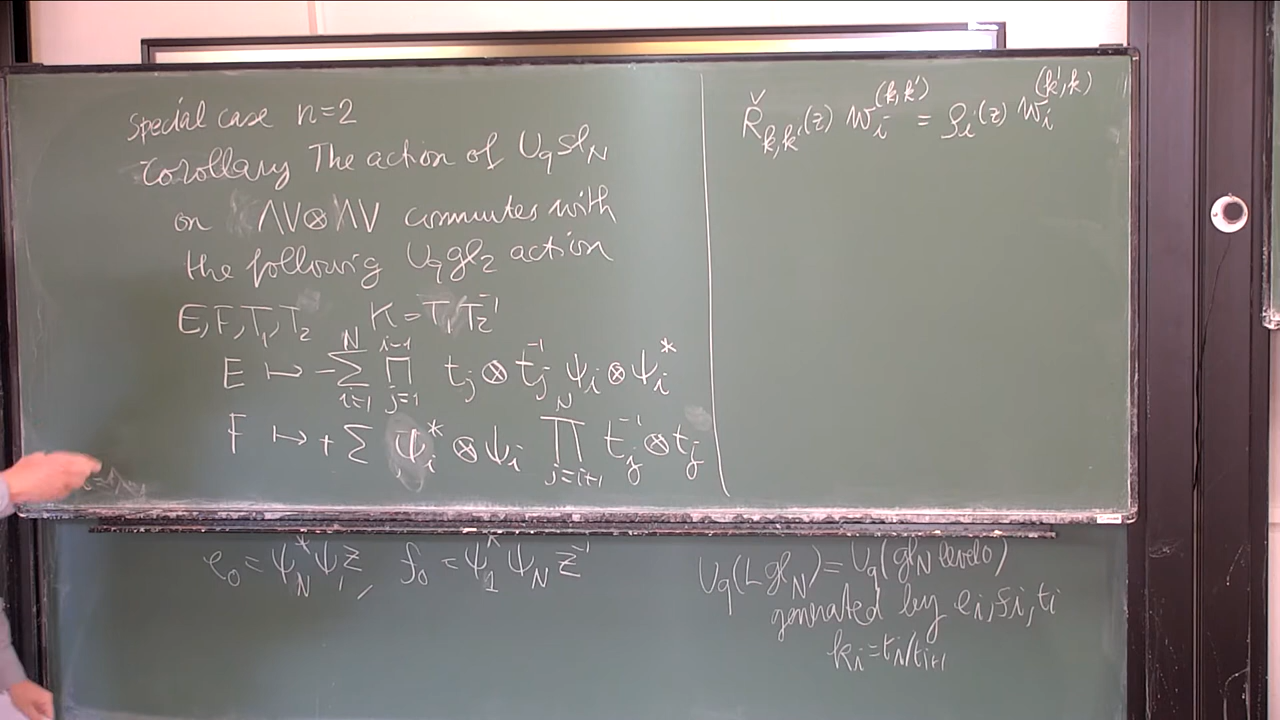 Special case n=2
Corollary The action of U_q sl_N
on ΛV⊗ΛV commutes with
the following U_q gl_2 action
E, F, T_1, T_2 K = T_1 T_2^{-1}
E ↦ -∑_{i=1}^{N} ∏_{j=1}^{i-1} t_j ⊗ t_j^{-1} ψ_i ⊗ ψ_i^*
F ↦ +∑ ψ_i^* ⊗ ψ_i ∏_{j=i+1}^{N} t_j^{-1} ⊗ t_j
Ř_{k,k'}(z) w_i^{(k,k')} = ρ_i(z) w_i^{(k',k)}
e_0 = ψ_N^* ψ_1 z, f_0 = ψ_1^* ψ_N z^{-1}
U_q(Lgl_N) = U_q(gl_N level 0)
generated by e_i, f_i, t_i
k_i = t_i/t_{i+1}